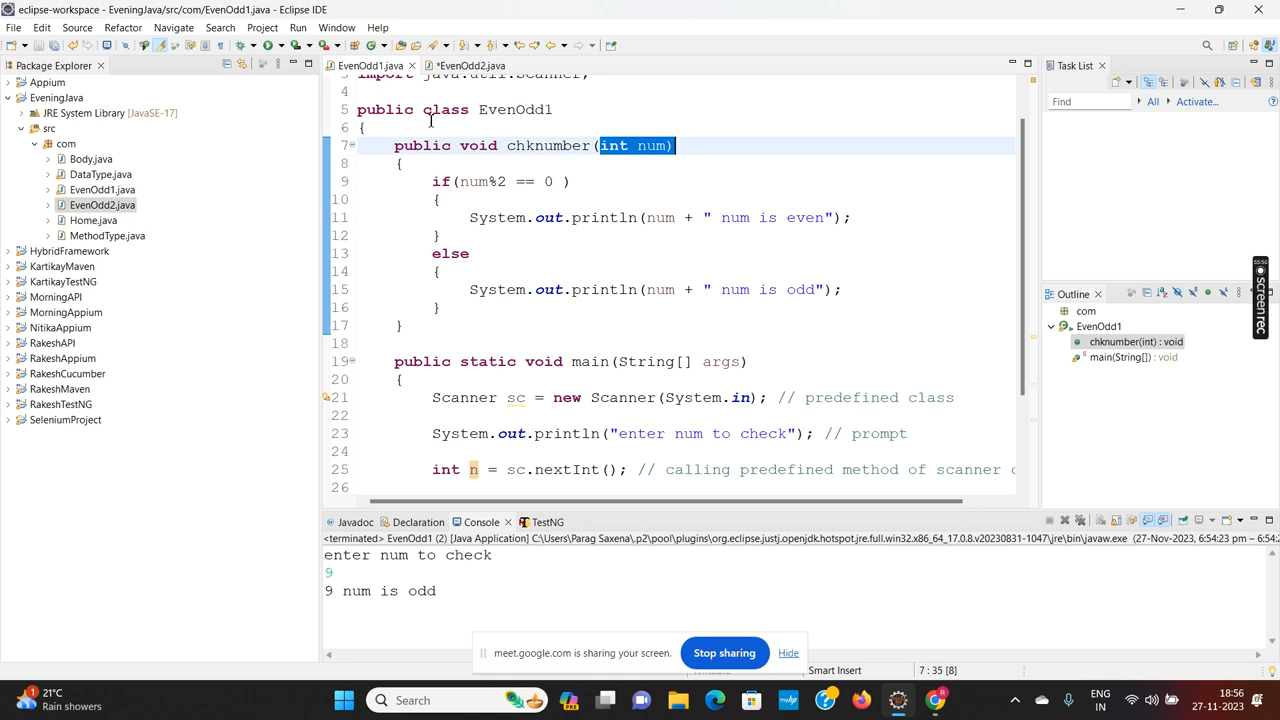 eclipse-workspace - EveningJava/src/com/EvenOdd1.java - Eclipse IDE
File Edit Source Refactor Navigate Search Project Run Window Help
Package Explorer
Appium
EveningJava
JRE System Library [JavaSE-17]
src
com
Body.java
DataType.java
EvenOdd1.java
EvenOdd2.java
Home.java
MethodType.java
HybridFramework
KartikayMaven
KartikayTestNG
MorningAPI
MorningAppium
NitikaAppium
RakeshAPI
RakeshAppium
RakeshCucumber
RakeshMaven
RakeshTestNG
SeleniumProject
EvenOdd1.java *EvenOdd2.java
3 import java.util.Scanner;
4
5 public class EvenOdd1
6 {
7 public void chknumber(int num)
8 {
9 if(num%2 == 0 )
10 {
11 System.out.println(num + " num is even");
12 }
13 else
14 {
15 System.out.println(num + " num is odd");
16 }
17 }
18
19 public static void main(String[] args)
20 {
21 Scanner sc = new Scanner(System.in); // predefined class
22
23 System.out.println("enter num to check"); // prompt
24
25 int n = sc.nextInt(); // calling predefined method of scanner c
26
Task List
Find All Activate...
Outline
com
EvenOdd1
chknumber(int) : void
main(String[]) : void
55:50
screenrec
Javadoc Declaration Console TestNG
<terminated> EvenOdd1 (2) [Java Application] C:\Users\Parag Saxena\.p2\pool\plugins\org.eclipse.justj.openjdk.hotspot.jre.full.win32.x86_64_17.0.8.v20230831-1047\jre\bin\javaw.exe (27-Nov-2023, 6:54:23 pm – 6:54:2
enter num to check
9
9 num is odd
meet.google.com is sharing your screen. Stop sharing Hide
Smart Insert 7 : 35 [8]
21°C
Rain showers
Search
PRE
ENG
IN
18:56
27-11-2023